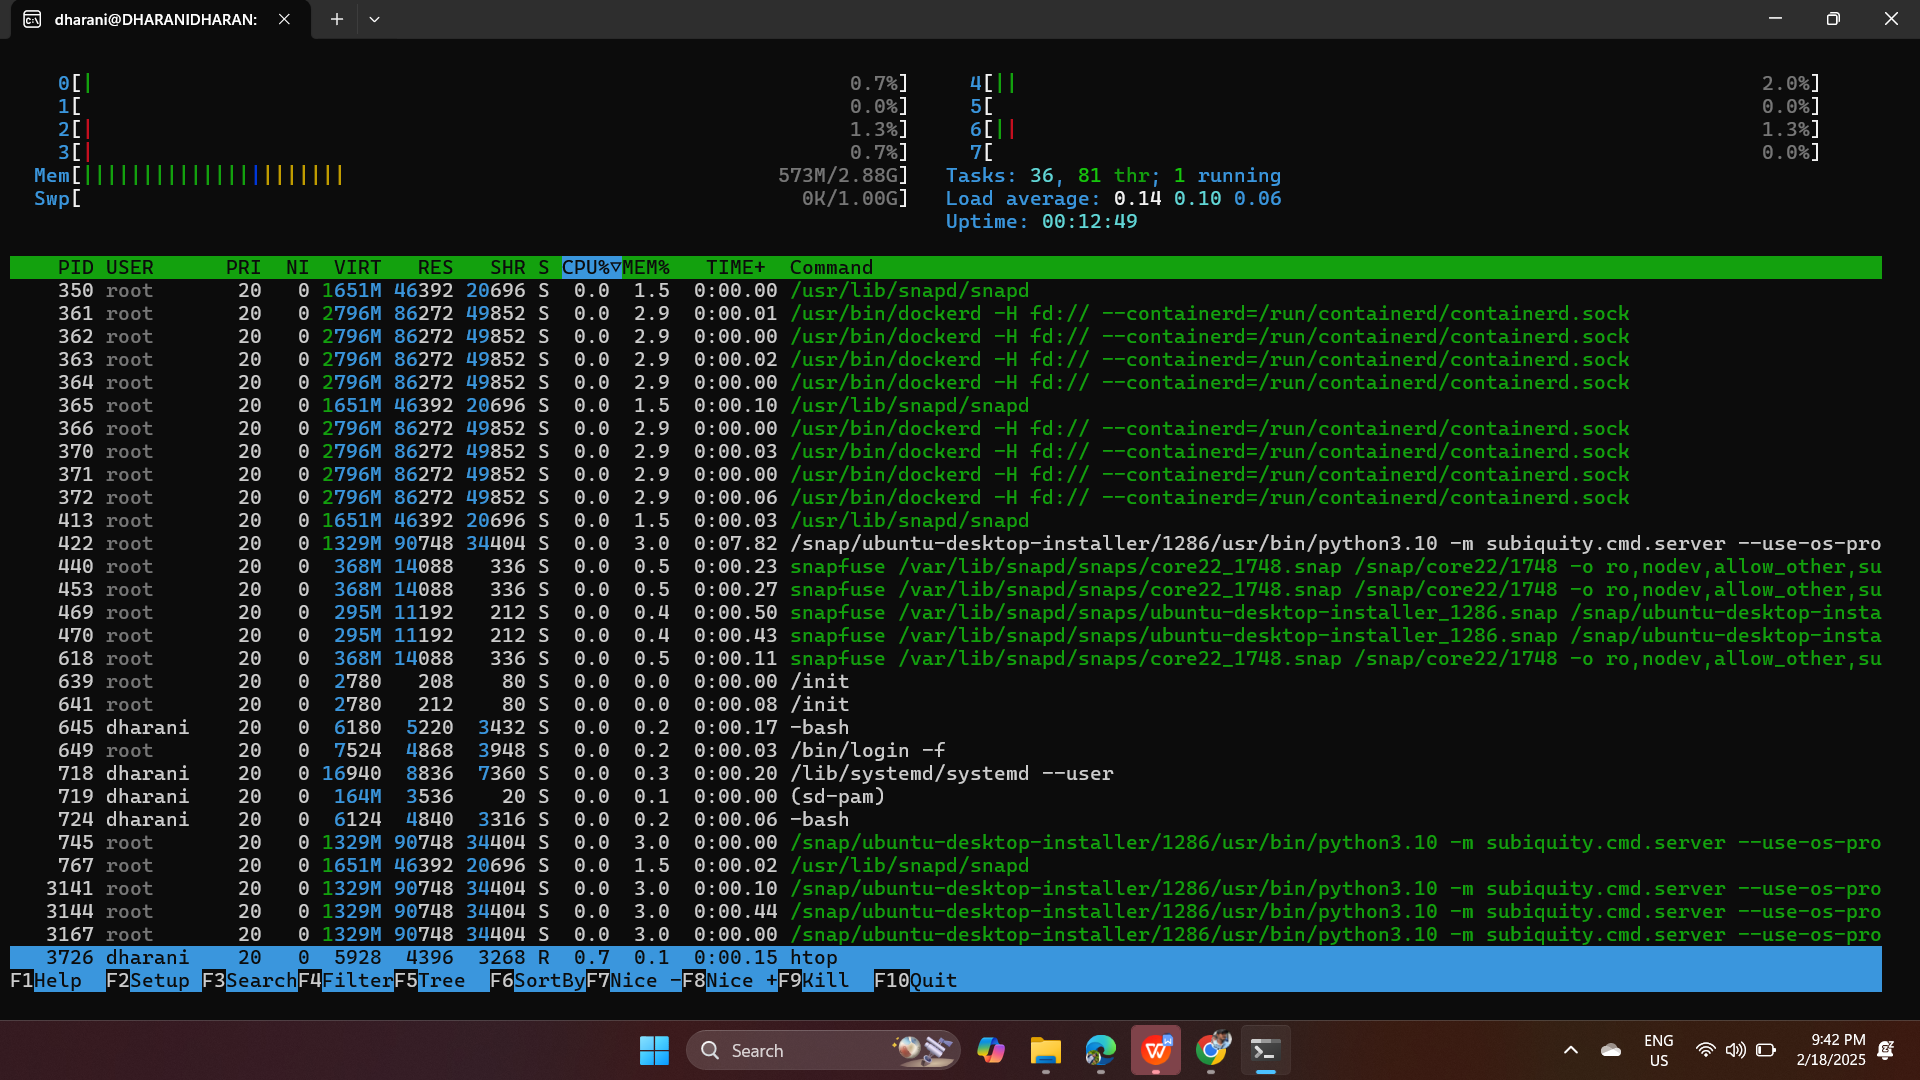 dharani@DHARANIDHARAN:
0[| 0.7%] 4[|| 2.0%]
1[ 0.0%] 5[ 0.0%]
2[| 1.3%] 6[|| 1.3%]
3[| 0.7%] 7[ 0.0%]
Mem[|||||||||||||||||||||| 573M/2.88G] Tasks: 36, 81 thr; 1 running
Swp[ 0K/1.00G] Load average: 0.14 0.10 0.06
Uptime: 00:12:49
PID USER PRI NI VIRT RES SHR S CPU%▽MEM% TIME+ Command
350 root 20 0 1651M 46392 20696 S 0.0 1.5 0:00.00 /usr/lib/snapd/snapd
361 root 20 0 2796M 86272 49852 S 0.0 2.9 0:00.01 /usr/bin/dockerd -H fd:// --containerd=/run/containerd/containerd.sock
362 root 20 0 2796M 86272 49852 S 0.0 2.9 0:00.00 /usr/bin/dockerd -H fd:// --containerd=/run/containerd/containerd.sock
363 root 20 0 2796M 86272 49852 S 0.0 2.9 0:00.02 /usr/bin/dockerd -H fd:// --containerd=/run/containerd/containerd.sock
364 root 20 0 2796M 86272 49852 S 0.0 2.9 0:00.00 /usr/bin/dockerd -H fd:// --containerd=/run/containerd/containerd.sock
365 root 20 0 1651M 46392 20696 S 0.0 1.5 0:00.10 /usr/lib/snapd/snapd
366 root 20 0 2796M 86272 49852 S 0.0 2.9 0:00.00 /usr/bin/dockerd -H fd:// --containerd=/run/containerd/containerd.sock
370 root 20 0 2796M 86272 49852 S 0.0 2.9 0:00.03 /usr/bin/dockerd -H fd:// --containerd=/run/containerd/containerd.sock
371 root 20 0 2796M 86272 49852 S 0.0 2.9 0:00.00 /usr/bin/dockerd -H fd:// --containerd=/run/containerd/containerd.sock
372 root 20 0 2796M 86272 49852 S 0.0 2.9 0:00.06 /usr/bin/dockerd -H fd:// --containerd=/run/containerd/containerd.sock
413 root 20 0 1651M 46392 20696 S 0.0 1.5 0:00.03 /usr/lib/snapd/snapd
422 root 20 0 1329M 90748 34404 S 0.0 3.0 0:07.82 /snap/ubuntu-desktop-installer/1286/usr/bin/python3.10 -m subiquity.cmd.server --use-os-pro
440 root 20 0 368M 14088 336 S 0.0 0.5 0:00.23 snapfuse /var/lib/snapd/snaps/core22_1748.snap /snap/core22/1748 -o ro,nodev,allow_other,su
453 root 20 0 368M 14088 336 S 0.0 0.5 0:00.27 snapfuse /var/lib/snapd/snaps/core22_1748.snap /snap/core22/1748 -o ro,nodev,allow_other,su
469 root 20 0 295M 11192 212 S 0.0 0.4 0:00.50 snapfuse /var/lib/snapd/snaps/ubuntu-desktop-installer_1286.snap /snap/ubuntu-desktop-insta
470 root 20 0 295M 11192 212 S 0.0 0.4 0:00.43 snapfuse /var/lib/snapd/snaps/ubuntu-desktop-installer_1286.snap /snap/ubuntu-desktop-insta
618 root 20 0 368M 14088 336 S 0.0 0.5 0:00.11 snapfuse /var/lib/snapd/snaps/core22_1748.snap /snap/core22/1748 -o ro,nodev,allow_other,su
639 root 20 0 2780 208 80 S 0.0 0.0 0:00.00 /init
641 root 20 0 2780 212 80 S 0.0 0.0 0:00.08 /init
645 dharani 20 0 6180 5220 3432 S 0.0 0.2 0:00.17 -bash
649 root 20 0 7524 4868 3948 S 0.0 0.2 0:00.03 /bin/login -f
718 dharani 20 0 16940 8836 7360 S 0.0 0.3 0:00.20 /lib/systemd/systemd --user
719 dharani 20 0 164M 3536 20 S 0.0 0.1 0:00.00 (sd-pam)
724 dharani 20 0 6124 4840 3316 S 0.0 0.2 0:00.06 -bash
745 root 20 0 1329M 90748 34404 S 0.0 3.0 0:00.00 /snap/ubuntu-desktop-installer/1286/usr/bin/python3.10 -m subiquity.cmd.server --use-os-pro
767 root 20 0 1651M 46392 20696 S 0.0 1.5 0:00.02 /usr/lib/snapd/snapd
3141 root 20 0 1329M 90748 34404 S 0.0 3.0 0:00.10 /snap/ubuntu-desktop-installer/1286/usr/bin/python3.10 -m subiquity.cmd.server --use-os-pro
3144 root 20 0 1329M 90748 34404 S 0.0 3.0 0:00.44 /snap/ubuntu-desktop-installer/1286/usr/bin/python3.10 -m subiquity.cmd.server --use-os-pro
3167 root 20 0 1329M 90748 34404 S 0.0 3.0 0:00.00 /snap/ubuntu-desktop-installer/1286/usr/bin/python3.10 -m subiquity.cmd.server --use-os-pro
3726 dharani 20 0 5928 4396 3268 R 0.7 0.1 0:00.15 htop
F1Help F2Setup F3SearchF4FilterF5Tree F6SortByF7Nice -F8Nice +F9Kill F10Quit
Search
ENG
US
9:42 PM
2/18/2025